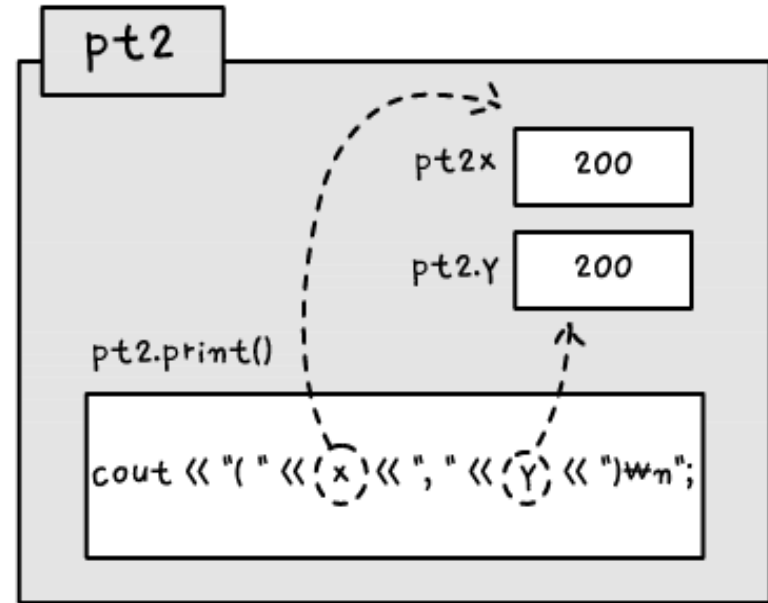 pt2
pt2x 200
pt2.y 200
pt2.print()
cout << "( " << x << ", " << y << ")₩n";